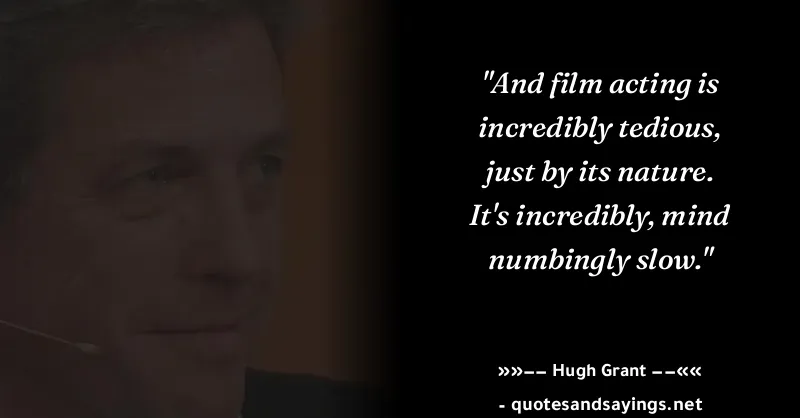 "And film acting is
incredibly tedious,
just by its nature.
It's incredibly, mind
numbingly slow."
»»−− Hugh Grant −−««
- quotesandsayings.net